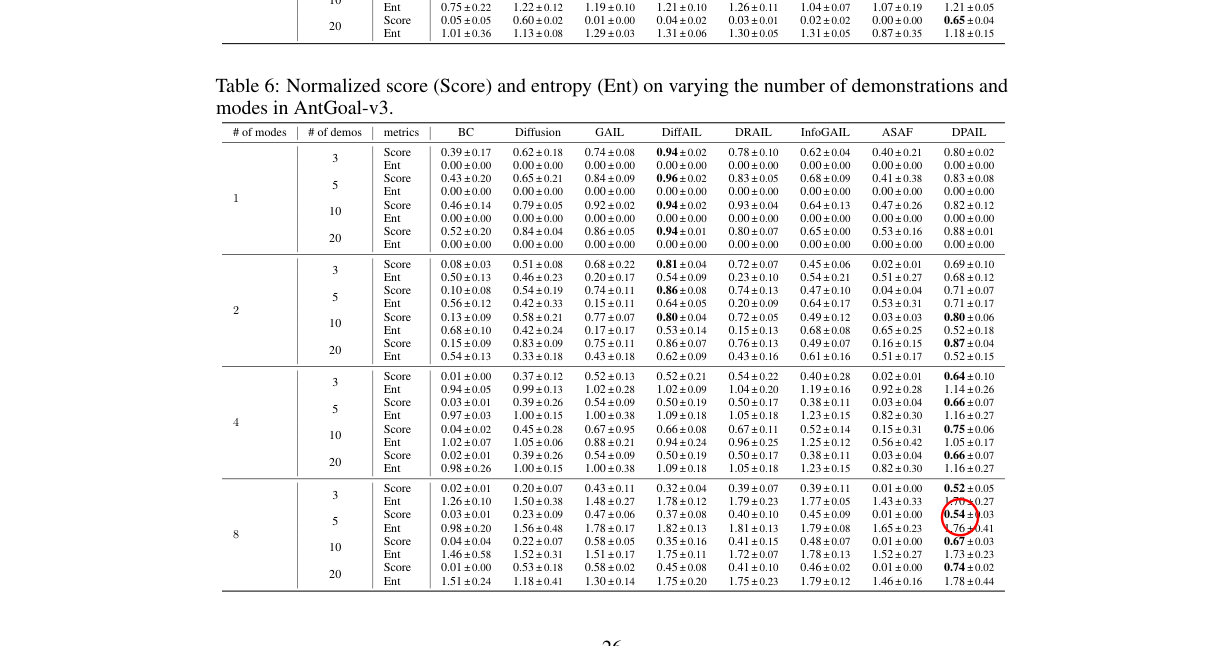 10
Ent 0.75 ± 0.22 1.22 ± 0.12 1.19 ± 0.10 1.21 ± 0.10 1.26 ± 0.11 1.04 ± 0.07 1.07 ± 0.19 1.21 ± 0.05
20 Score 0.05 ± 0.05 0.60 ± 0.02 0.01 ± 0.00 0.04 ± 0.02 0.03 ± 0.01 0.02 ± 0.02 0.00 ± 0.00 0.65 ± 0.04
Ent 1.01 ± 0.36 1.13 ± 0.08 1.29 ± 0.03 1.31 ± 0.06 1.30 ± 0.05 1.31 ± 0.05 0.87 ± 0.35 1.18 ± 0.15
Table 6: Normalized score (Score) and entropy (Ent) on varying the number of demonstrations and
modes in AntGoal-v3.
# of modes # of demos metrics BC Diffusion GAIL DiffAIL DRAIL InfoGAIL ASAF DPAIL
1 3 Score 0.39 ± 0.17 0.62 ± 0.18 0.74 ± 0.08 0.94 ± 0.02 0.78 ± 0.10 0.62 ± 0.04 0.40 ± 0.21 0.80 ± 0.02
Ent 0.00 ± 0.00 0.00 ± 0.00 0.00 ± 0.00 0.00 ± 0.00 0.00 ± 0.00 0.00 ± 0.00 0.00 ± 0.00 0.00 ± 0.00
5 Score 0.43 ± 0.20 0.65 ± 0.21 0.84 ± 0.09 0.96 ± 0.02 0.83 ± 0.05 0.68 ± 0.09 0.41 ± 0.38 0.83 ± 0.08
Ent 0.00 ± 0.00 0.00 ± 0.00 0.00 ± 0.00 0.00 ± 0.00 0.00 ± 0.00 0.00 ± 0.00 0.00 ± 0.00 0.00 ± 0.00
10 Score 0.46 ± 0.14 0.79 ± 0.05 0.92 ± 0.02 0.94 ± 0.02 0.93 ± 0.04 0.64 ± 0.13 0.47 ± 0.26 0.82 ± 0.12
Ent 0.00 ± 0.00 0.00 ± 0.00 0.00 ± 0.00 0.00 ± 0.00 0.00 ± 0.00 0.00 ± 0.00 0.00 ± 0.00 0.00 ± 0.00
20 Score 0.52 ± 0.20 0.84 ± 0.04 0.86 ± 0.05 0.94 ± 0.01 0.80 ± 0.07 0.65 ± 0.00 0.53 ± 0.16 0.88 ± 0.01
Ent 0.00 ± 0.00 0.00 ± 0.00 0.00 ± 0.00 0.00 ± 0.00 0.00 ± 0.00 0.00 ± 0.00 0.00 ± 0.00 0.00 ± 0.00
2 3 Score 0.08 ± 0.03 0.51 ± 0.08 0.68 ± 0.22 0.81 ± 0.04 0.72 ± 0.07 0.45 ± 0.06 0.02 ± 0.01 0.69 ± 0.10
Ent 0.50 ± 0.13 0.46 ± 0.23 0.20 ± 0.17 0.54 ± 0.09 0.23 ± 0.10 0.54 ± 0.21 0.51 ± 0.27 0.68 ± 0.12
5 Score 0.10 ± 0.08 0.54 ± 0.19 0.74 ± 0.11 0.86 ± 0.08 0.74 ± 0.13 0.47 ± 0.10 0.04 ± 0.04 0.71 ± 0.07
Ent 0.56 ± 0.12 0.42 ± 0.33 0.15 ± 0.11 0.64 ± 0.05 0.20 ± 0.09 0.64 ± 0.17 0.53 ± 0.31 0.71 ± 0.17
10 Score 0.13 ± 0.09 0.58 ± 0.21 0.77 ± 0.07 0.80 ± 0.04 0.72 ± 0.05 0.49 ± 0.12 0.03 ± 0.03 0.80 ± 0.06
Ent 0.68 ± 0.10 0.42 ± 0.24 0.17 ± 0.17 0.53 ± 0.14 0.15 ± 0.13 0.68 ± 0.08 0.65 ± 0.25 0.52 ± 0.18
20 Score 0.15 ± 0.09 0.83 ± 0.09 0.75 ± 0.11 0.86 ± 0.07 0.76 ± 0.13 0.49 ± 0.07 0.16 ± 0.15 0.87 ± 0.04
Ent 0.54 ± 0.13 0.33 ± 0.18 0.43 ± 0.18 0.62 ± 0.09 0.43 ± 0.16 0.61 ± 0.16 0.51 ± 0.17 0.52 ± 0.15
4 3 Score 0.01 ± 0.00 0.37 ± 0.12 0.52 ± 0.13 0.52 ± 0.21 0.54 ± 0.22 0.40 ± 0.28 0.02 ± 0.01 0.64 ± 0.10
Ent 0.94 ± 0.05 0.99 ± 0.13 1.02 ± 0.28 1.02 ± 0.09 1.04 ± 0.20 1.19 ± 0.16 0.92 ± 0.28 1.14 ± 0.26
5 Score 0.03 ± 0.01 0.39 ± 0.26 0.54 ± 0.09 0.50 ± 0.19 0.50 ± 0.17 0.38 ± 0.11 0.03 ± 0.04 0.66 ± 0.07
Ent 0.97 ± 0.03 1.00 ± 0.15 1.00 ± 0.38 1.09 ± 0.18 1.05 ± 0.18 1.23 ± 0.15 0.82 ± 0.30 1.16 ± 0.27
10 Score 0.04 ± 0.02 0.45 ± 0.28 0.67 ± 0.95 0.66 ± 0.08 0.67 ± 0.11 0.52 ± 0.14 0.15 ± 0.31 0.75 ± 0.06
Ent 1.02 ± 0.07 1.05 ± 0.06 0.88 ± 0.21 0.94 ± 0.24 0.96 ± 0.25 1.25 ± 0.12 0.56 ± 0.42 1.05 ± 0.17
20 Score 0.02 ± 0.01 0.39 ± 0.26 0.54 ± 0.09 0.50 ± 0.19 0.50 ± 0.17 0.38 ± 0.11 0.03 ± 0.04 0.66 ± 0.07
Ent 0.98 ± 0.26 1.00 ± 0.15 1.00 ± 0.38 1.09 ± 0.18 1.05 ± 0.18 1.23 ± 0.15 0.82 ± 0.30 1.16 ± 0.27
8 3 Score 0.02 ± 0.01 0.20 ± 0.07 0.43 ± 0.11 0.32 ± 0.04 0.39 ± 0.07 0.39 ± 0.11 0.01 ± 0.00 0.52 ± 0.05
Ent 1.26 ± 0.10 1.50 ± 0.38 1.48 ± 0.27 1.78 ± 0.12 1.79 ± 0.23 1.77 ± 0.05 1.43 ± 0.33 1.70 ± 0.27
5 Score 0.03 ± 0.01 0.23 ± 0.09 0.47 ± 0.06 0.37 ± 0.08 0.40 ± 0.10 0.45 ± 0.09 0.01 ± 0.00 0.54 ± 0.03
Ent 0.98 ± 0.20 1.56 ± 0.48 1.78 ± 0.17 1.82 ± 0.13 1.81 ± 0.13 1.79 ± 0.08 1.65 ± 0.23 1.76 ± 0.41
10 Score 0.04 ± 0.04 0.22 ± 0.07 0.58 ± 0.05 0.35 ± 0.16 0.41 ± 0.15 0.48 ± 0.07 0.01 ± 0.00 0.67 ± 0.03
Ent 1.46 ± 0.58 1.52 ± 0.31 1.51 ± 0.17 1.75 ± 0.11 1.72 ± 0.07 1.78 ± 0.13 1.52 ± 0.27 1.73 ± 0.23
20 Score 0.01 ± 0.00 0.53 ± 0.18 0.58 ± 0.02 0.45 ± 0.08 0.41 ± 0.10 0.46 ± 0.02 0.01 ± 0.00 0.74 ± 0.02
Ent 1.51 ± 0.24 1.18 ± 0.41 1.30 ± 0.14 1.75 ± 0.20 1.75 ± 0.23 1.79 ± 0.12 1.46 ± 0.16 1.78 ± 0.44
26